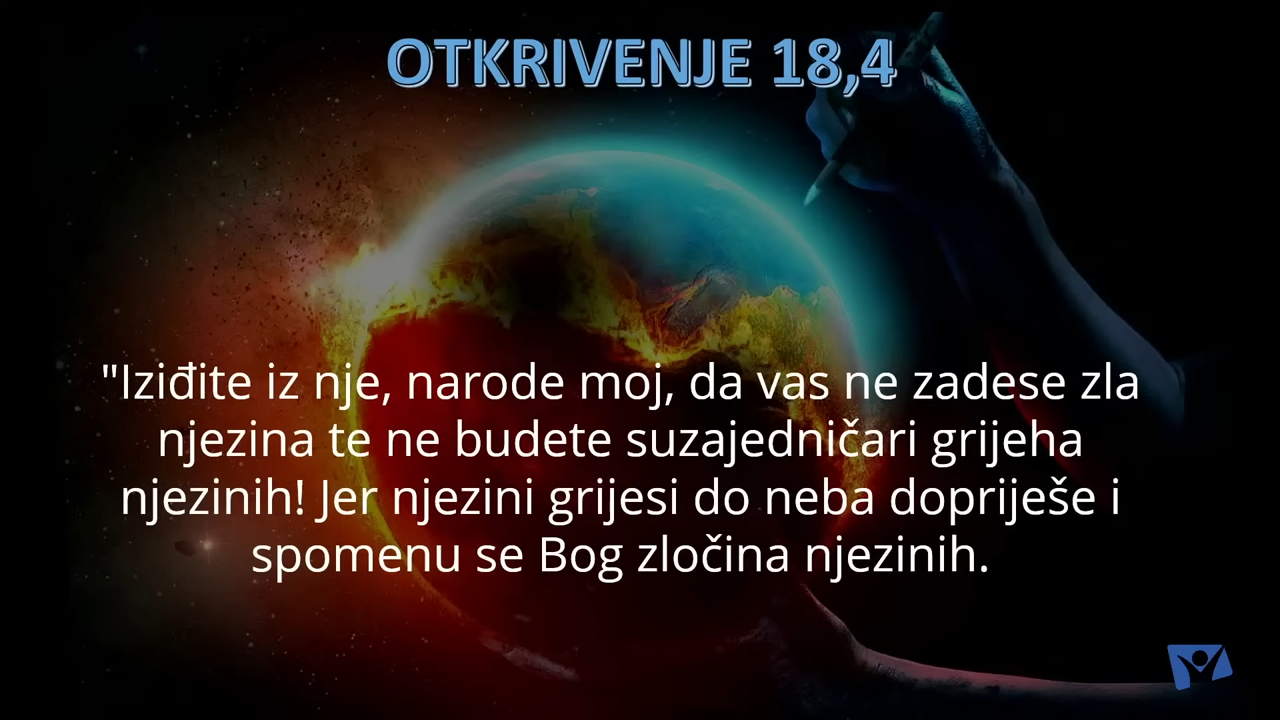 OTKRIVENJE 18,4
"Iziđite iz nje, narode moj, da vas ne zadese zla
njezina te ne budete suzajedničari grijeha
njezinih! Jer njezini grijesi do neba dopriješe i
spomenu se Bog zločina njezinih.